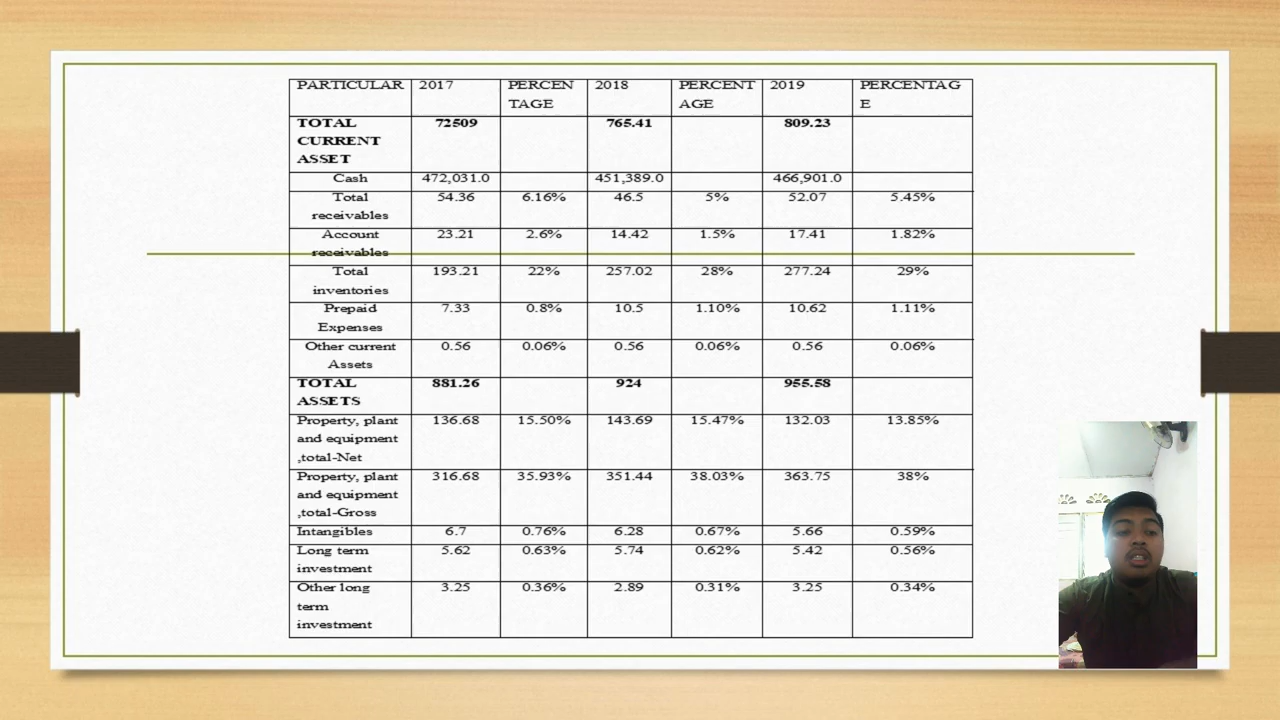 PARTICULAR 2017 PERCEN TAGE 2018 PERCENT AGE 2019 PERCENTAG E
TOTAL CURRENT ASSET 72509 765.41 809.23
Cash 472,031.0 451,389.0 466,901.0
Total receivables 54.36 6.16% 46.5 5% 52.07 5.45%
Account receivables 23.21 2.6% 14.42 1.5% 17.41 1.82%
Total inventories 193.21 22% 257.02 28% 277.24 29%
Prepaid Expenses 7.33 0.8% 10.5 1.10% 10.62 1.11%
Other current Assets 0.56 0.06% 0.56 0.06% 0.56 0.06%
TOTAL ASSETS 881.26 924 955.58
Property, plant and equipment ,total-Net 136.68 15.50% 143.69 15.47% 132.03 13.85%
Property, plant and equipment ,total-Gross 316.68 35.93% 351.44 38.03% 363.75 38%
Intangibles 6.7 0.76% 6.28 0.67% 5.66 0.59%
Long term investment 5.62 0.63% 5.74 0.62% 5.42 0.56%
Other long term investment 3.25 0.36% 2.89 0.31% 3.25 0.34%